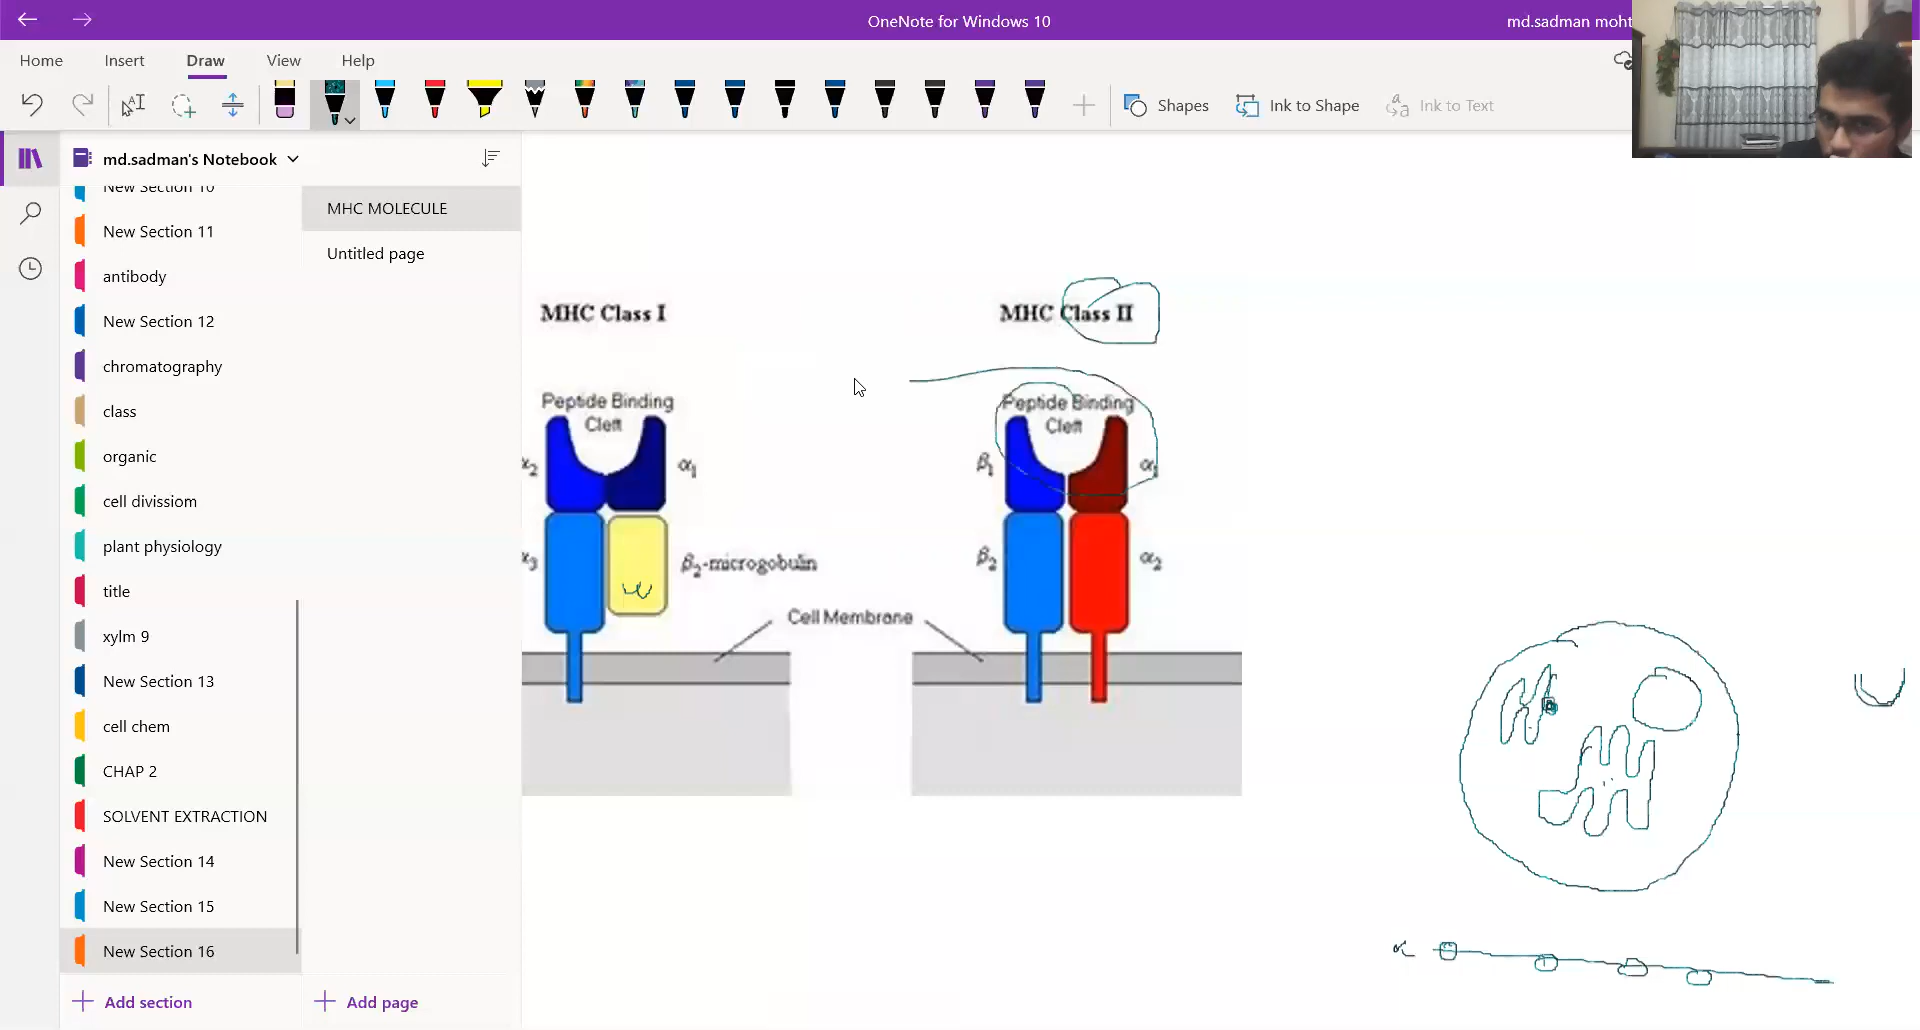 OneNote for Windows 10
md.sadman moht
Home Insert Draw View Help
Shapes Ink to Shape Ink to Text
md.sadman's Notebook
New Section 10
New Section 11
antibody
New Section 12
chromatography
class
organic
cell divissiom
plant physiology
title
xylm 9
New Section 13
cell chem
CHAP 2
SOLVENT EXTRACTION
New Section 14
New Section 15
New Section 16
Add section
MHC MOLECULE
Untitled page
Add page
MHC Class I
Peptide Binding
Cleft
α2 α1
α3 β2-microgobulin
Cell Membrane
MHC Class II
Peptide Binding
Cleft
β1 α1
β2 α2
α